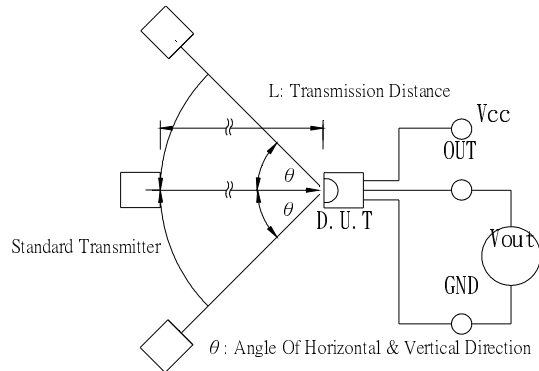 L: Transmission Distance
Vcc
OUT
θ
θ
D.U.T
Standard Transmitter
Vout
GND
θ: Angle Of Horizontal & Vertical Direction